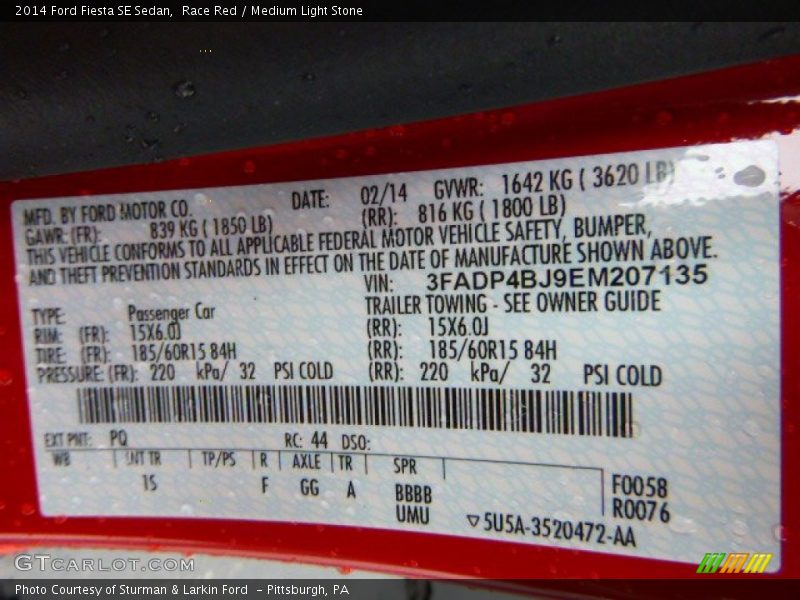 2014 Ford Fiesta SE Sedan,  Race Red / Medium Light Stone
MFD. BY FORD MOTOR CO. DATE: 02/14 GVWR: 1642 KG ( 3620 LB)
GAWR: (FR): 839 KG ( 1850 LB) (RR): 816 KG ( 1800 LB)
THIS VEHICLE CONFORMS TO ALL APPLICABLE FEDERAL MOTOR VEHICLE SAFETY, BUMPER,
AND THEFT PREVENTION STANDARDS IN EFFECT ON THE DATE OF MANUFACTURE SHOWN ABOVE.
VIN: 3FADP4BJ9EM207135
TYPE: Passenger Car TRAILER TOWING - SEE OWNER GUIDE
RIM: (FR): 15X6.0J (RR): 15X6.0J
TIRE: (FR): 185/60R15 84H (RR): 185/60R15 84H
PRESSURE: (FR): 220 kPa/ 32 PSI COLD (RR): 220 kPa/ 32 PSI COLD
EXT PNT: PQ RC: 44 DSO:
WB INT TR TP/PS R AXLE TR SPR
1S F GG A BBBB F0058
UMU R0076
5U5A-3520472-AA
GTCARLOT.COM
Photo Courtesy of Sturman & Larkin Ford  - Pittsburgh, PA